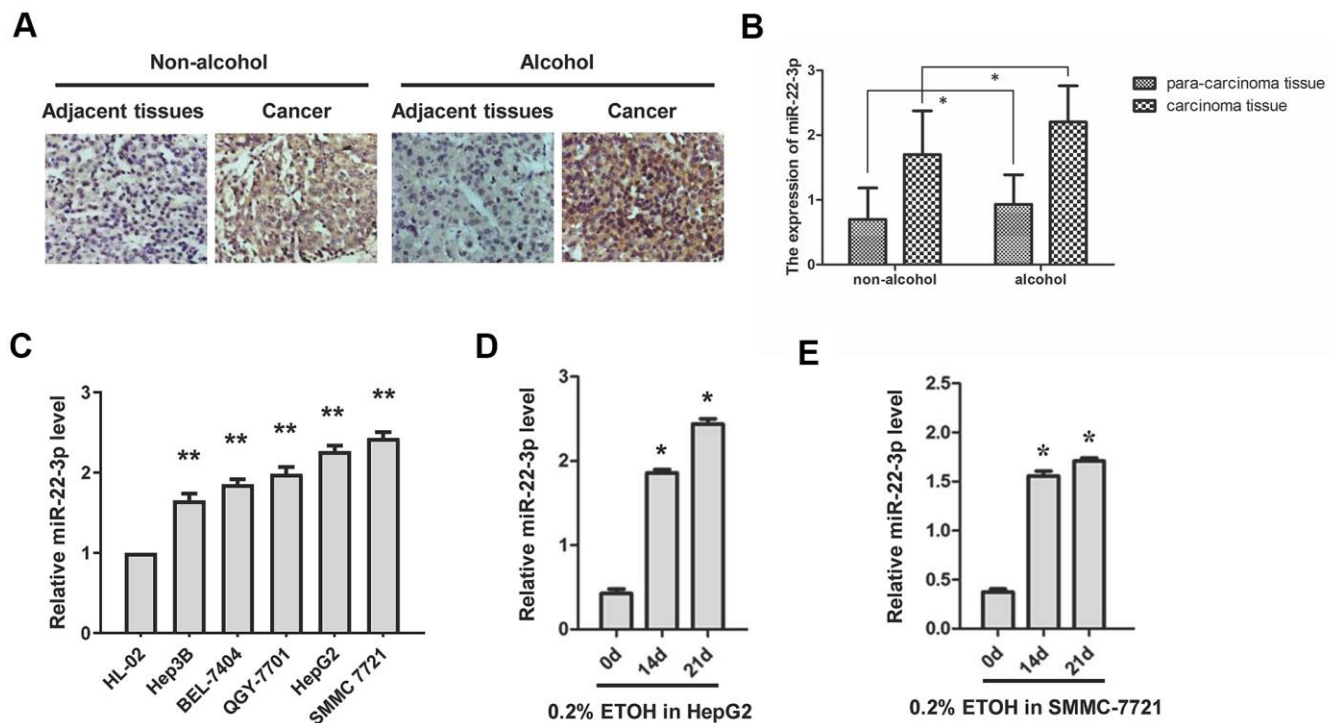 A
Non-alcohol
Alcohol
Adjacent tissues
Cancer
Adjacent tissues
Cancer
B
The expression of miR-22-3p
3
2
1
0
*
*
non-alcohol
alcohol
para-carcinoma tissue
carcinoma tissue
C
Relative miR-22-3p level
3
2
1
0
**
**
**
**
**
HL-02
Hep3B
BEL-7404
QGY-7701
HepG2
SMMC 7721
D
Relative miR-22-3p level
3
2
1
0
*
*
0d
14d
21d
0.2% ETOH in HepG2
E
Relative miR-22-3p level
2.5
2.0
1.5
1.0
0.5
0.0
*
*
0d
14d
21d
0.2% ETOH in SMMC-7721